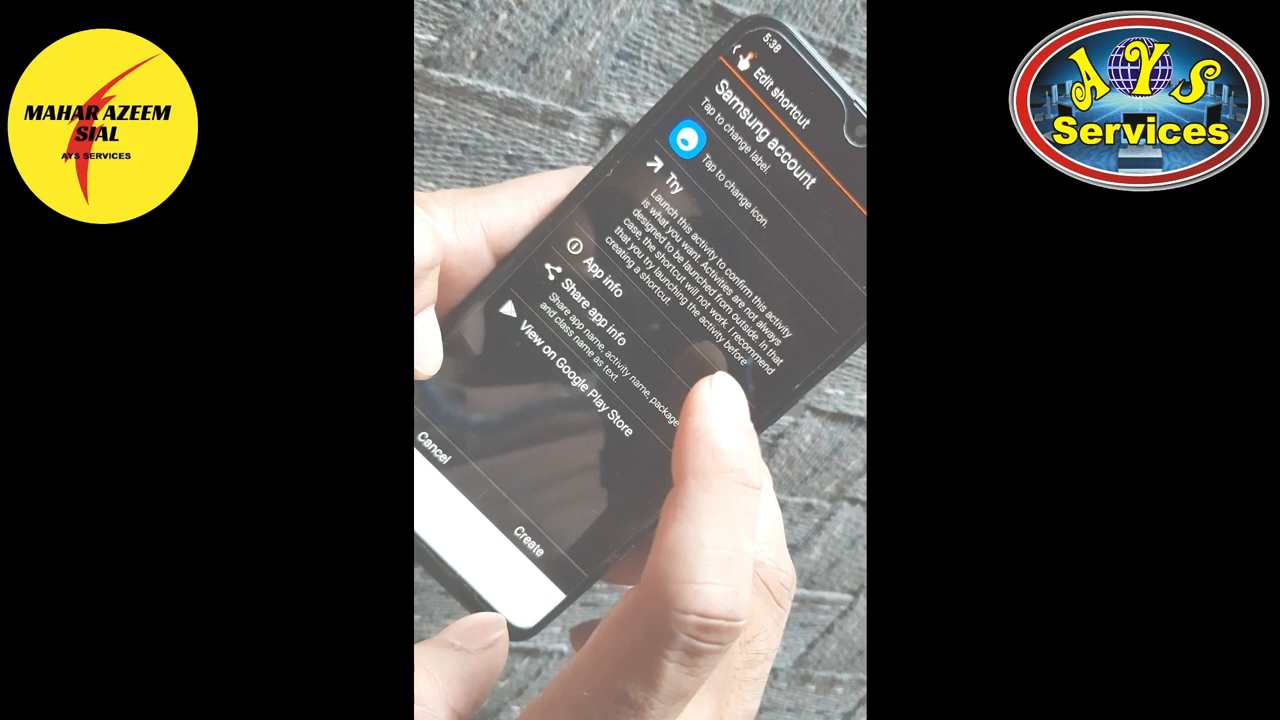 MAHAR AZEEM
SIAL
AYS SERVICES
AYS
Services
5:38
Edit shortcut
Samsung account
Tap to change label.
Tap to change icon.
Try
Launch this activity to confirm this activity
is what you want. Activities are not always
designed to be launched from outside. In that
case, the shortcut will not work. I recommend
that you try launching the activity before
creating a shortcut.
App info
Share app info
Share app name, activity name, package
and class name as text.
View on Google Play Store
Cancel
Create